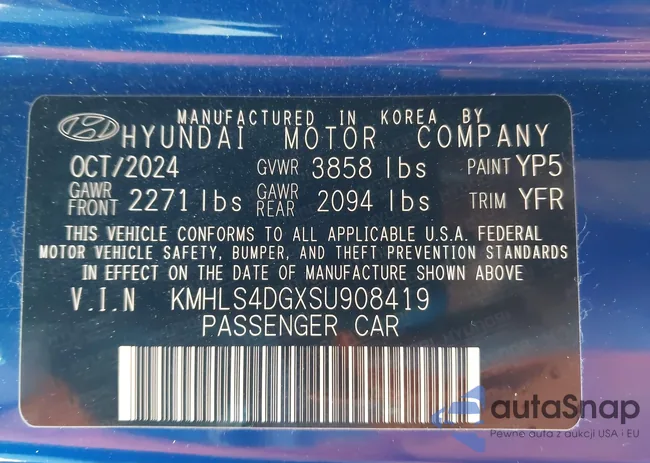 MANUFACTURED IN KOREA BY
HYUNDAI MOTOR COMPANY
OCT/2024 GVWR 3858 lbs PAINT YP5
GAWR FRONT 2271 lbs GAWR REAR 2094 lbs TRIM YFR
THIS VEHICLE CONFORMS TO ALL APPLICABLE U.S.A. FEDERAL
MOTOR VEHICLE SAFETY, BUMPER, AND THEFT PREVENTION STANDARDS
IN EFFECT ON THE DATE OF MANUFACTURE SHOWN ABOVE
V.I.N KMHLS4DGXSU908419
PASSENGER CAR
autaSnap
Pewne auta z aukcji USA i EU